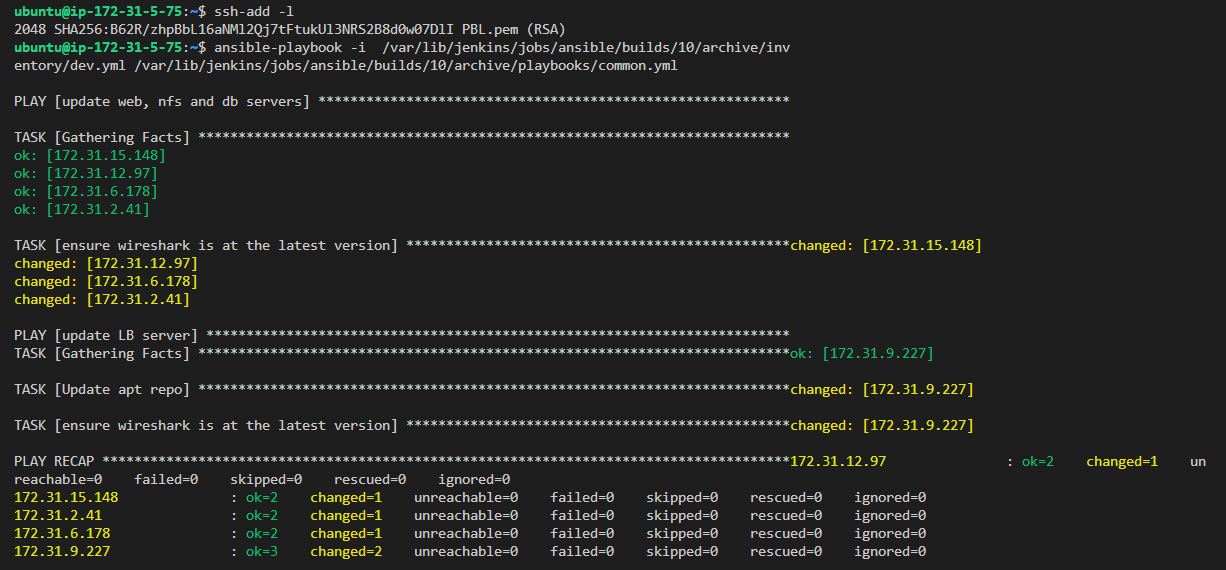 ubuntu@ip-172-31-5-75:~$ ssh-add -l
2048 SHA256:B62R/zhpBbL16aNMl2Qj7tFtukUl3NRS2B8d0w07DlI PBL.pem (RSA)
ubuntu@ip-172-31-5-75:~$ ansible-playbook -i  /var/lib/jenkins/jobs/ansible/builds/10/archive/inv
entory/dev.yml /var/lib/jenkins/jobs/ansible/builds/10/archive/playbooks/common.yml
PLAY [update web, nfs and db servers] ***********************************************************
TASK [Gathering Facts] **************************************************************************
ok: [172.31.15.148]
ok: [172.31.12.97]
ok: [172.31.6.178]
ok: [172.31.2.41]
TASK [ensure wireshark is at the latest version] ************************************************changed: [172.31.15.148]
changed: [172.31.12.97]
changed: [172.31.6.178]
changed: [172.31.2.41]
PLAY [update LB server] *************************************************************************
TASK [Gathering Facts] **************************************************************************ok: [172.31.9.227]
TASK [Update apt repo] **************************************************************************changed: [172.31.9.227]
TASK [ensure wireshark is at the latest version] ************************************************changed: [172.31.9.227]
PLAY RECAP **************************************************************************************172.31.12.97               : ok=2    changed=1    un
reachable=0    failed=0    skipped=0    rescued=0    ignored=0
172.31.15.148              : ok=2    changed=1    unreachable=0    failed=0    skipped=0    rescued=0    ignored=0
172.31.2.41                : ok=2    changed=1    unreachable=0    failed=0    skipped=0    rescued=0    ignored=0
172.31.6.178               : ok=2    changed=1    unreachable=0    failed=0    skipped=0    rescued=0    ignored=0
172.31.9.227               : ok=3    changed=2    unreachable=0    failed=0    skipped=0    rescued=0    ignored=0